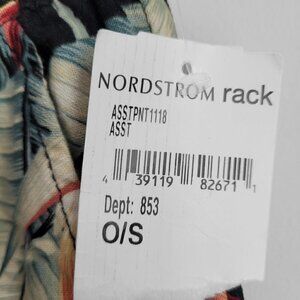 NORDSTROM rack
ASSTPNT1118
ASST
4 39119 82671 1
Dept: 853
O/S